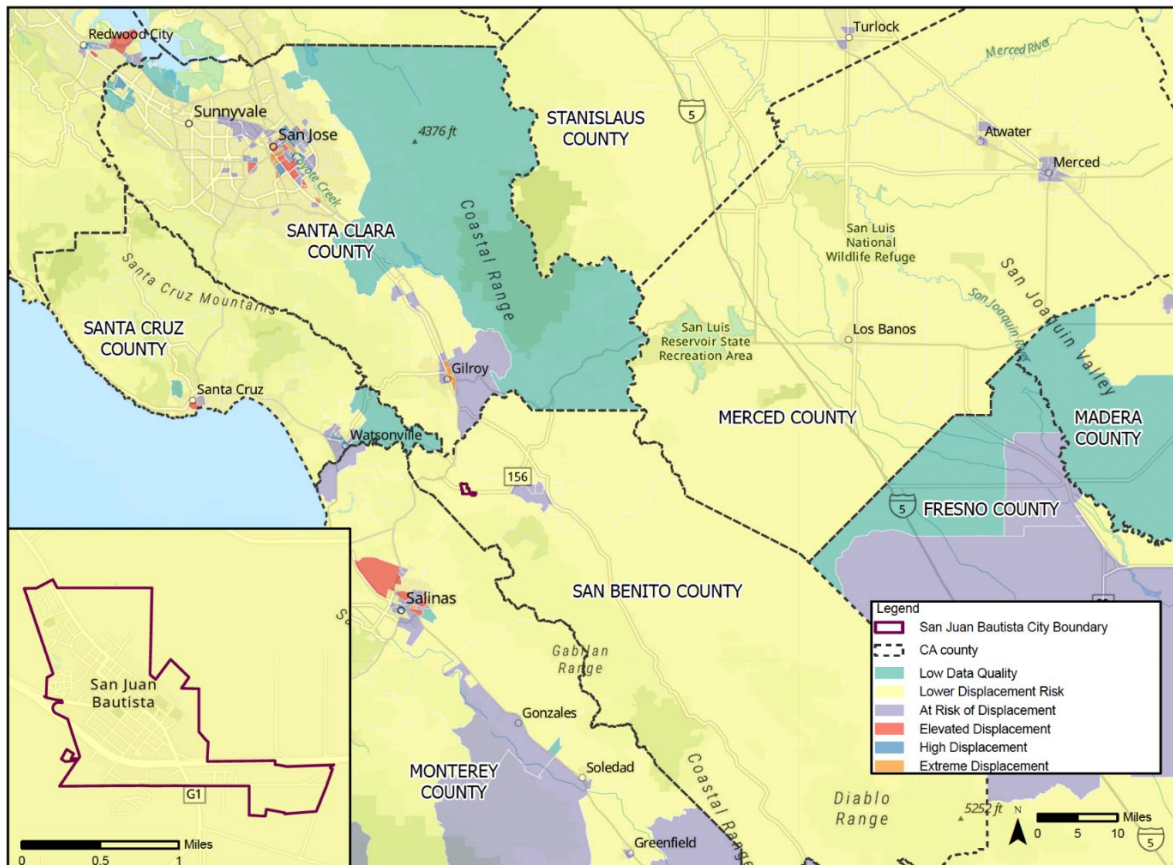 Redwood City
Turlock
Merced River
Sunnyvale
STANISLAUS
COUNTY
5
4376 ft
San Jose
Atwater
Merced
Coyote Creek
SANTA CLARA
COUNTY
Coastal Range
San Luis
National
Wildlife Refuge
Santa Cruz Mountains
San Joaquin River
San Joaquin Valley
SANTA CRUZ
COUNTY
San Luis
Reservoir State
Recreation Area
Los Banos
Gilroy
Santa Cruz
MERCED COUNTY
MADERA
COUNTY
Watsonville
156
5
FRESNO COUNTY
SAN BENITO COUNTY
Salinas
Gabilan
Range
Gonzales
MONTEREY
COUNTY
Soledad
Coastal Range
Greenfield
Diablo
Range
5252 ft
5
San Juan
Bautista
G1
Miles
0 0.5 1
Legend
San Juan Bautista City Boundary
CA county
Low Data Quality
Lower Displacement Risk
At Risk of Displacement
Elevated Displacement
High Displacement
Extreme Displacement
N
Miles
0 5 10